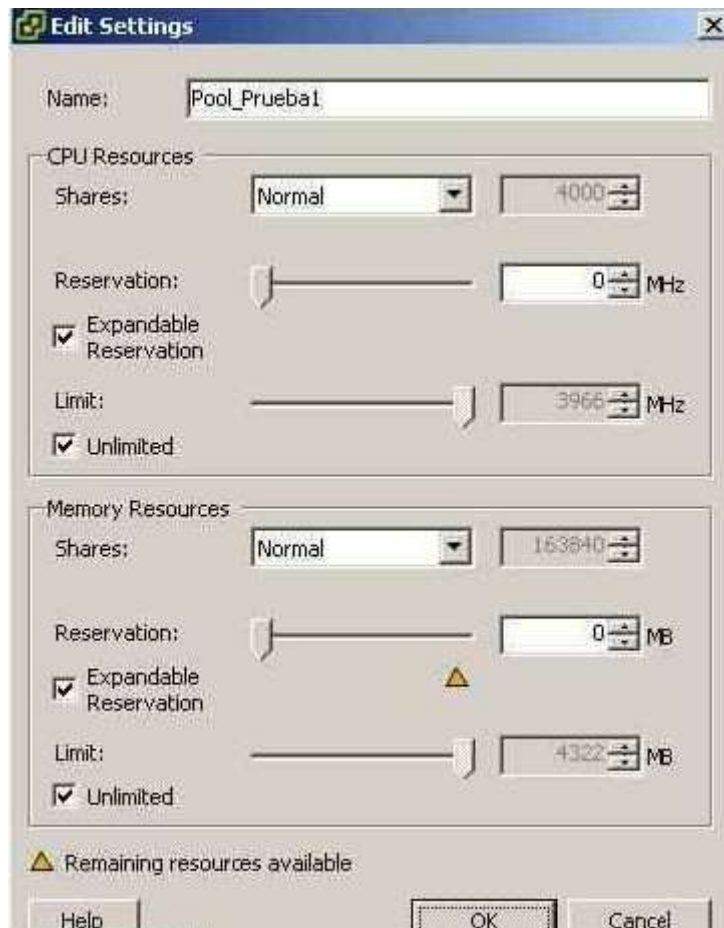 Edit Settings
Name: Pool_Prueba1
CPU Resources
Shares: Normal 4000
Reservation: 0 MHz
Expandable
Reservation
Limit: 3966 MHz
Unlimited
Memory Resources
Shares: Normal 163840
Reservation: 0 MB
Expandable
Reservation
Limit: 4322 MB
Unlimited
Remaining resources available
Help OK Cancel